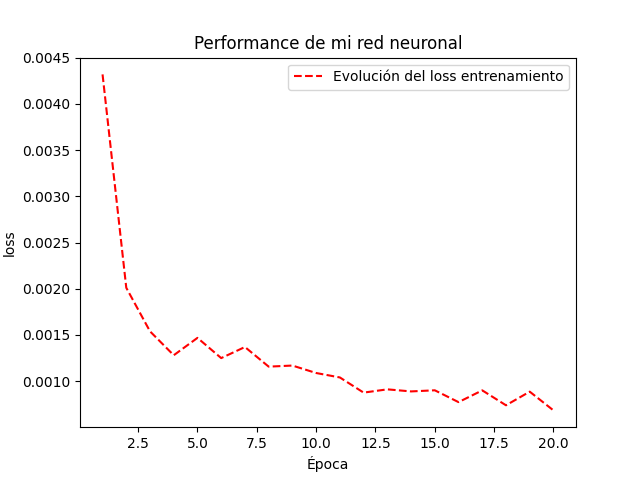 Performance de mi red neuronal
Evolución del loss entrenamiento
0.0045
0.0040
0.0035
0.0030
0.0025
0.0020
0.0015
0.0010
loss
2.5 5.0 7.5 10.0 12.5 15.0 17.5 20.0
Época